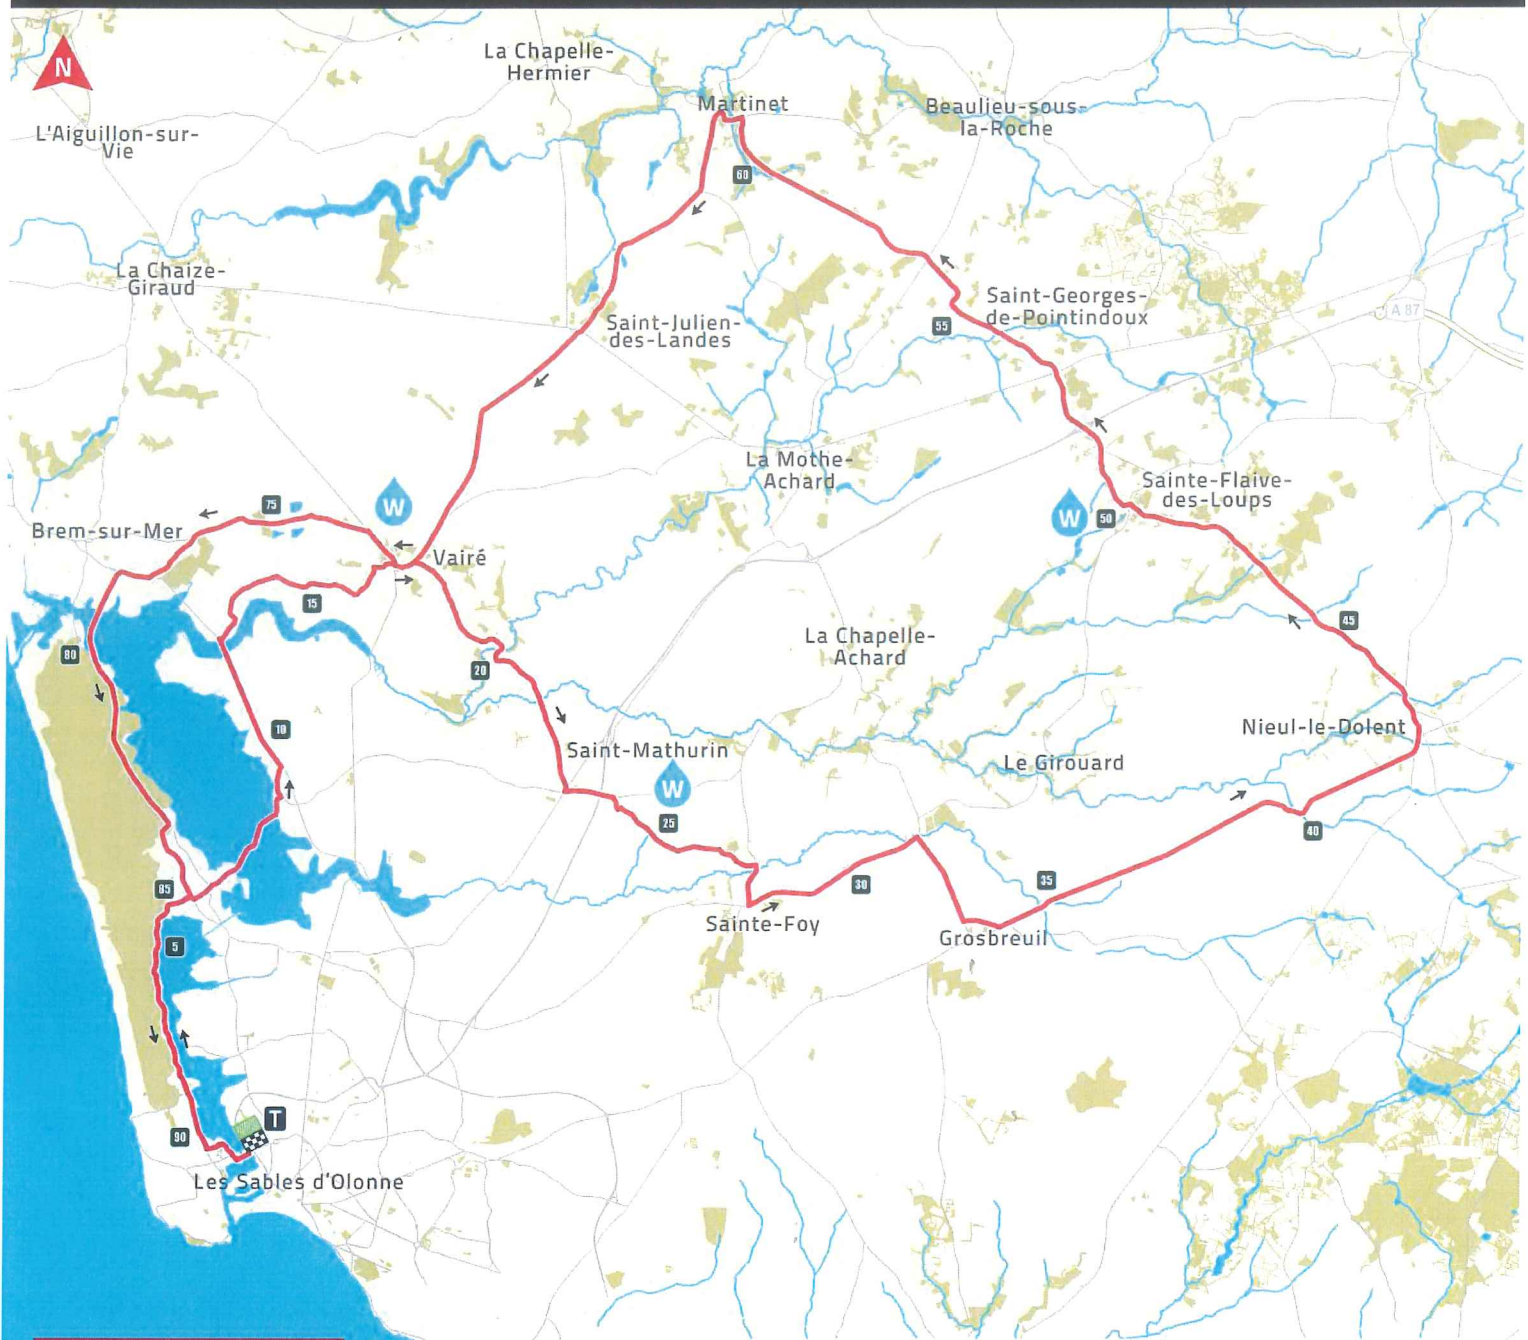 La Chapelle-
Hermier
N
Martinet
Beaulieu-sous-
la-Roche
L'Aiguillon-sur-
Vie
60
La Chaize-
Giraud
Saint-Georges-
de-Pointindoux
A 87
55
Saint-Julien-
des-Landes
La Mothe-
Achard
Sainte-Flaive-
des-Loups
75
W
W
50
Brem-sur-Mer
Vairé
15
45
La Chapelle-
Achard
80
20
10
Nieul-le-Dolent
Saint-Mathurin
Le Girouard
W
25
40
85
30
35
Sainte-Foy
Grosbreuil
5
T
90
Les Sables d'Olonne